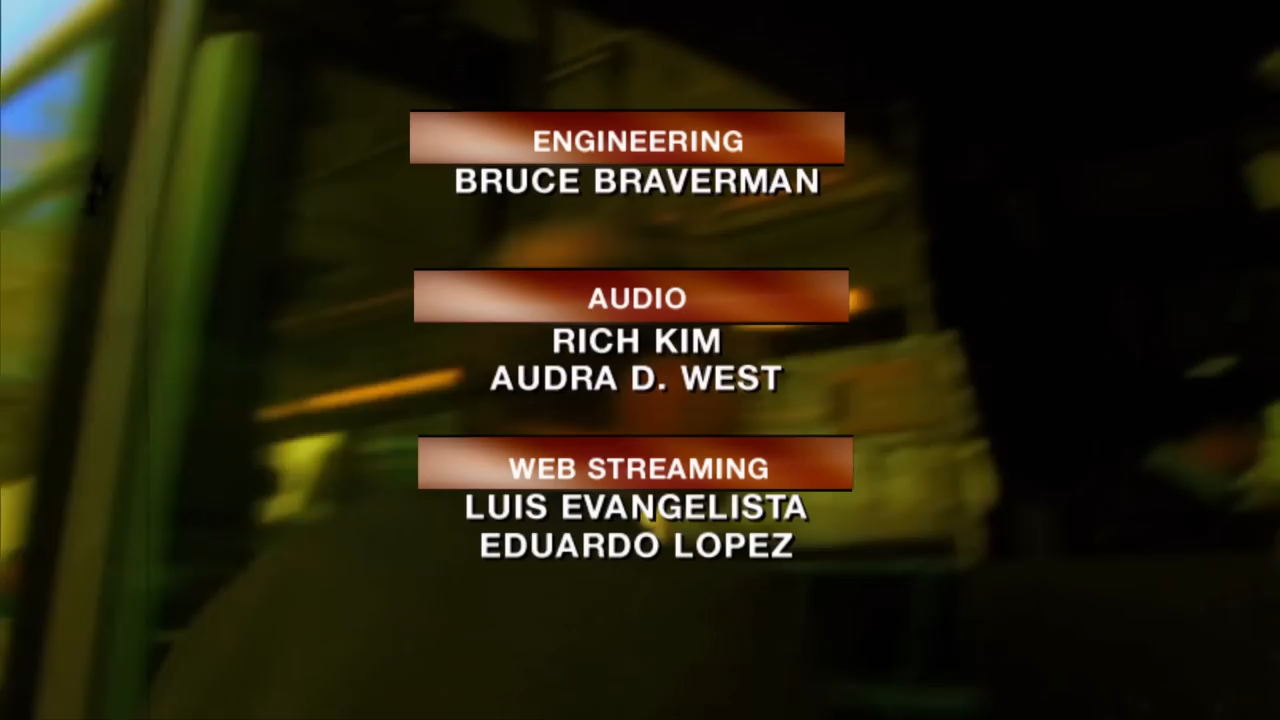 ENGINEERING
BRUCE BRAVERMAN
AUDIO
RICH KIM
AUDRA D. WEST
WEB STREAMING
LUIS EVANGELISTA
EDUARDO LOPEZ